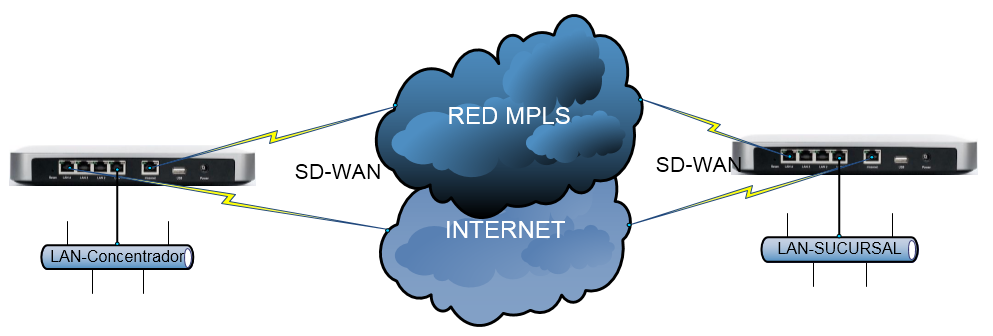 RED MPLS
SD-WAN
SD-WAN
INTERNET
LAN-Concentrador
LAN-SUCURSAL